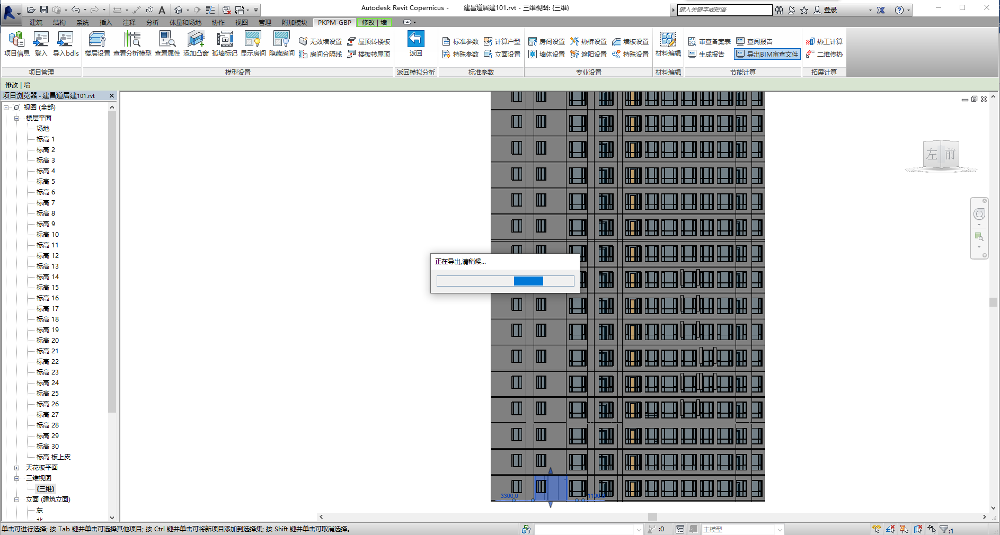 Autodesk Revit Copernicus - 建昌道居建101.rvt - 三维视图: {三维}
键入关键字或短语
登录
建筑 结构 系统 插入 注释 分析 体量和场地 协作 视图 管理 附加模块 PKPM-GBP 修改 | 墙
项目信息 登入 导入bdls
楼层设置 查看分析模型 查看属性 添加凸窗 孤墙标记 显示房间 隐藏房间
无效墙设置 屋顶转楼板
房间分隔线 楼板转屋顶
返回
标准参数 计算户型
特殊参数 立面设置
房间设置 热桥设置 墙板设置
墙体设置 遮阳设置 特殊设置
材料编辑
审查备案表 查阅报告
生成报告 导出BIM审查文件
热工计算
二维传热
项目管理 模型设置 返回模拟分析 标准参数 专业设置 材料编辑 节能计算 拓展计算
修改 | 墙
项目浏览器 - 建昌道居建101.rvt
视图 (全部)
楼层平面
场地
标高 1
标高 2
标高 3
标高 4
标高 5
标高 6
标高 7
标高 8
标高 9
标高 10
标高 11
标高 12
标高 13
标高 14
标高 15
标高 16
标高 17
标高 18
标高 19
标高 20
标高 21
标高 22
标高 23
标高 24
标高 25
标高 26
标高 27
标高 28
标高 29
标高 30
标高 板上皮
天花板平面
三维视图
{三维}
立面 (建筑立面)
东
左 前
正在导出,请稍候...
3300.0
1100.0
单击可进行选择; 按 Tab 键并单击可选择其他项目; 按 Ctrl 键并单击可将新项目添加到选择集; 按 Shift 键并单击可取消选择。
:0
主模型
:1